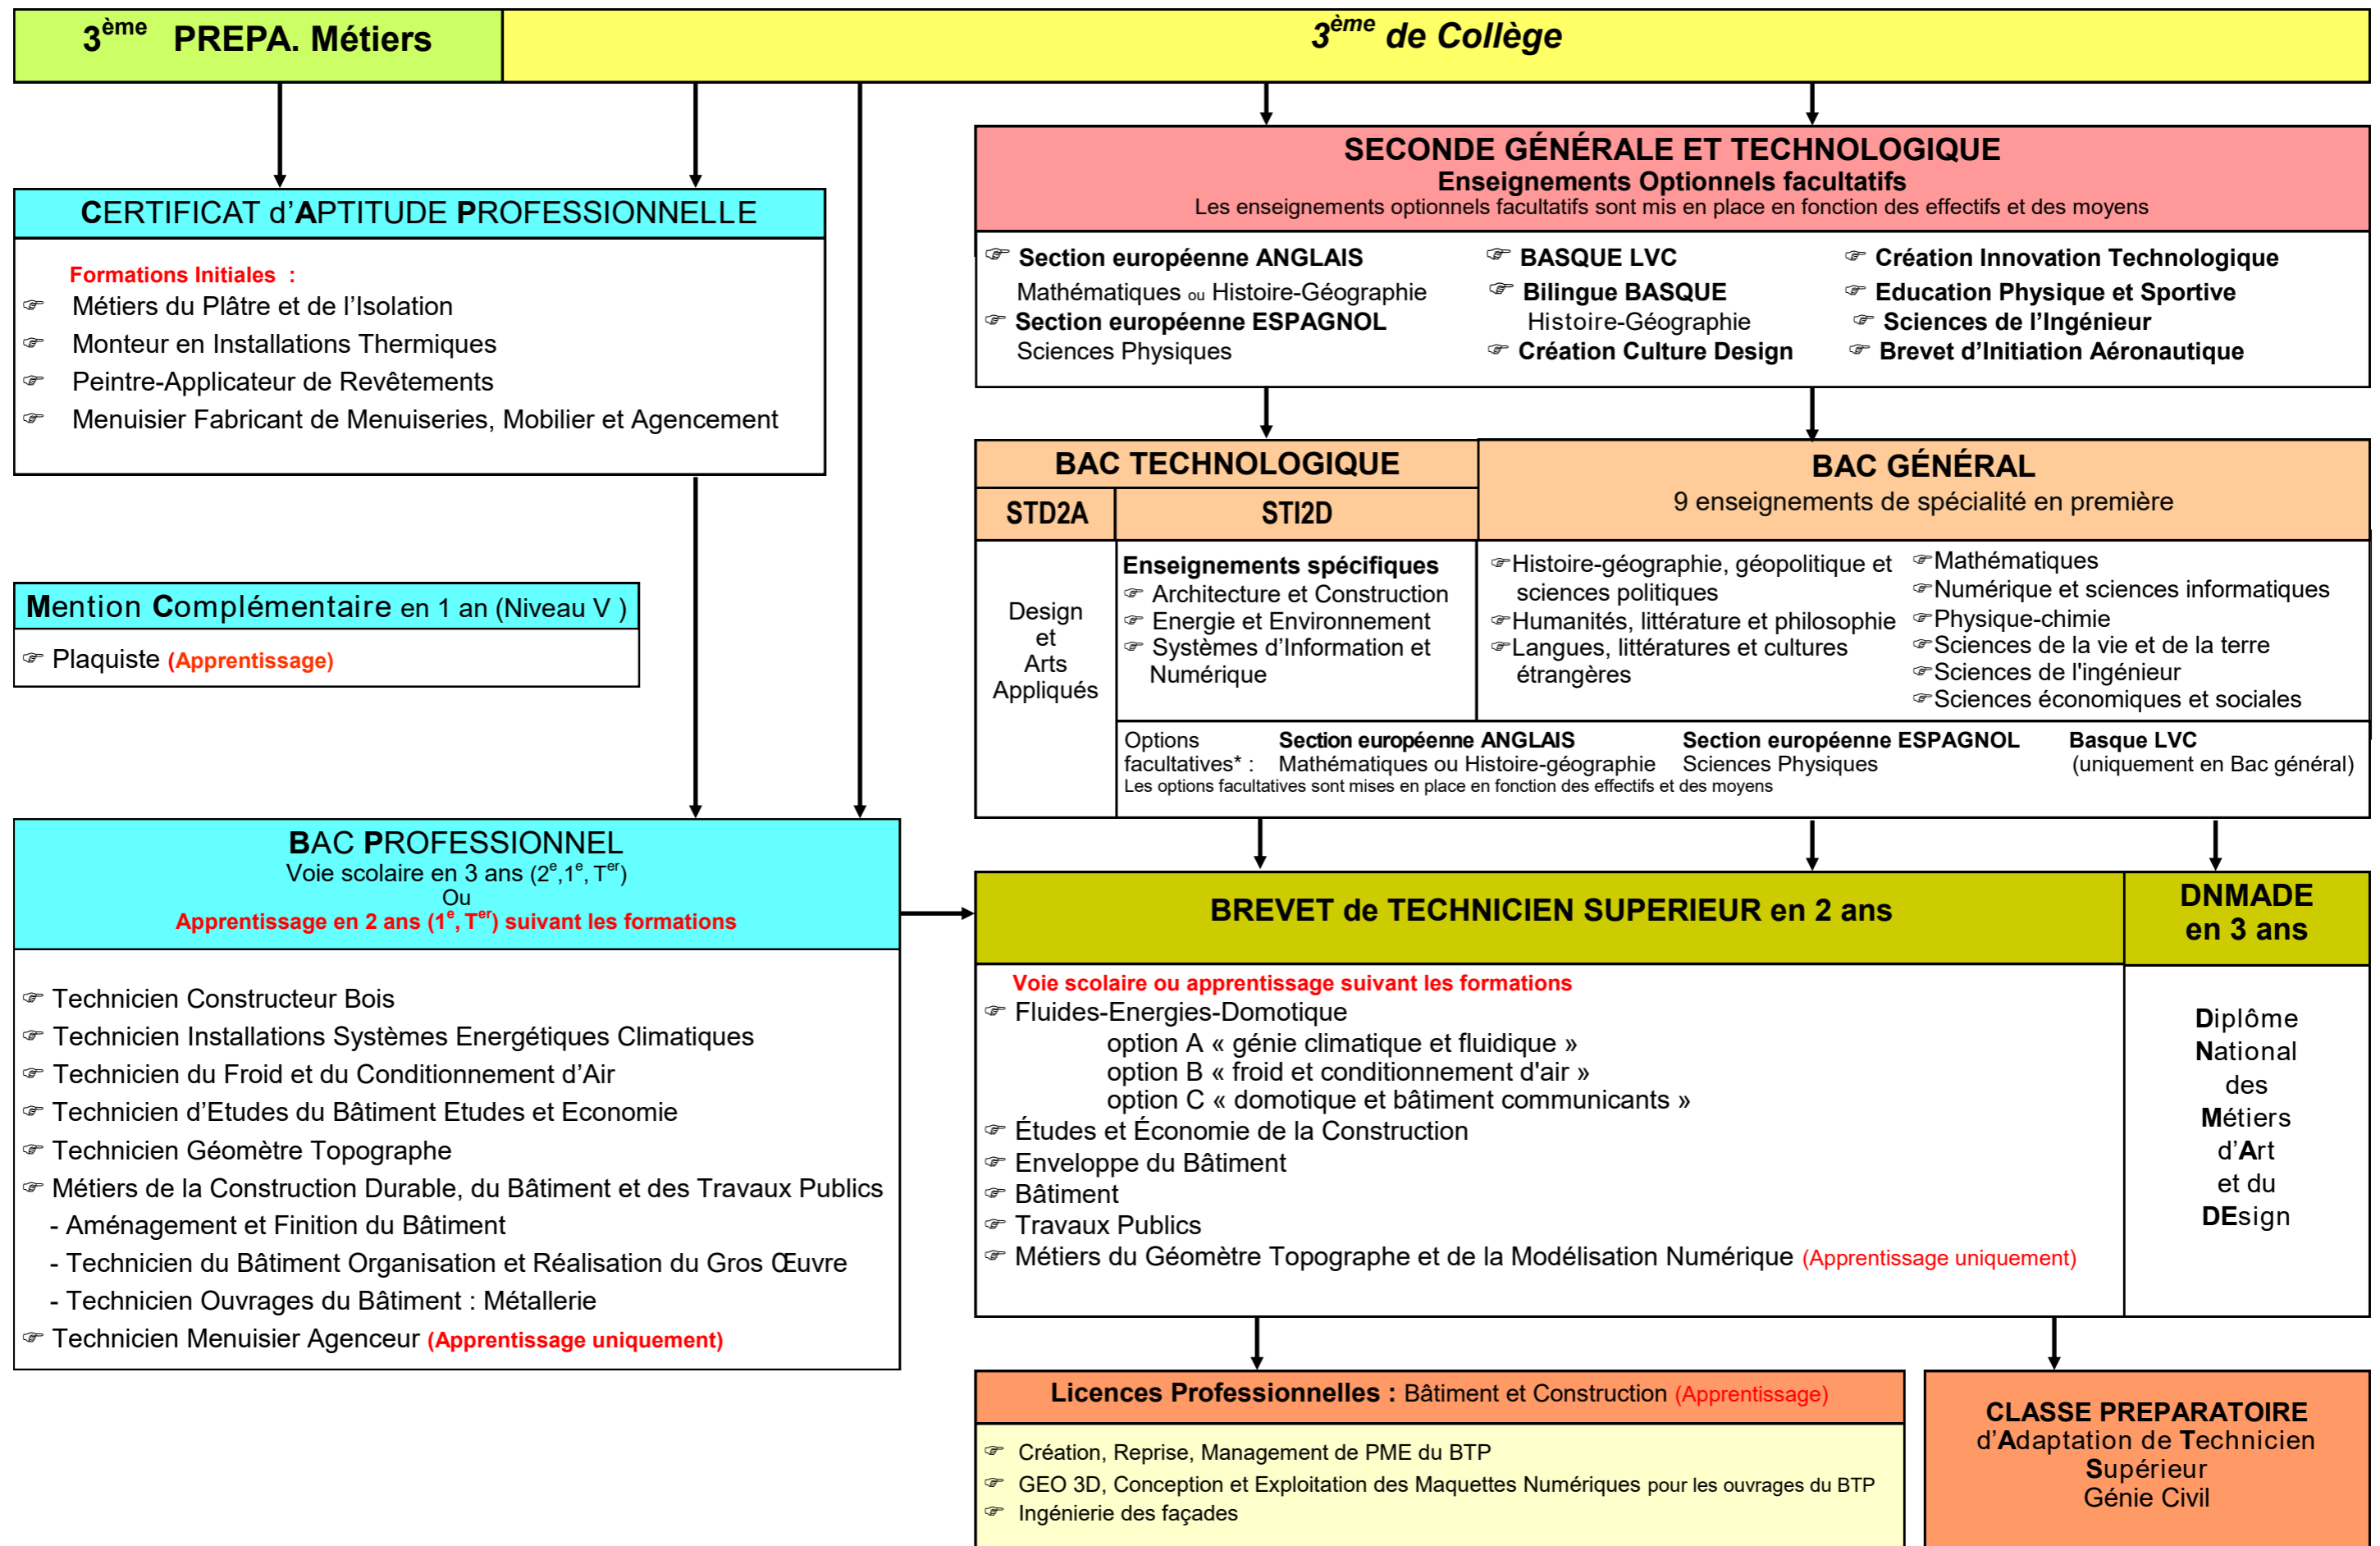 3ème PREPA. Métiers
3ème de Collège
CERTIFICAT d’APTITUDE PROFESSIONNELLE
Formations Initiales :
☞ Métiers du Plâtre et de l’Isolation
☞ Monteur en Installations Thermiques
☞ Peintre-Applicateur de Revêtements
☞ Menuisier Fabricant de Menuiseries, Mobilier et Agencement
Mention Complémentaire en 1 an (Niveau V )
☞ Plaquiste (Apprentissage)
BAC PROFESSIONNEL
Voie scolaire en 3 ans (2e,1e, Ter)
Ou
Apprentissage en 2 ans (1e, Ter) suivant les formations
☞ Technicien Constructeur Bois
☞ Technicien Installations Systèmes Energétiques Climatiques
☞ Technicien du Froid et du Conditionnement d’Air
☞ Technicien d’Etudes du Bâtiment Etudes et Economie
☞ Technicien Géomètre Topographe
☞ Métiers de la Construction Durable, du Bâtiment et des Travaux Publics
- Aménagement et Finition du Bâtiment
- Technicien du Bâtiment Organisation et Réalisation du Gros Œuvre
- Technicien Ouvrages du Bâtiment : Métallerie
☞ Technicien Menuisier Agenceur (Apprentissage uniquement)
SECONDE GÉNÉRALE ET TECHNOLOGIQUE
Enseignements Optionnels facultatifs
Les enseignements optionnels facultatifs sont mis en place en fonction des effectifs et des moyens
☞ Section européenne ANGLAIS
Mathématiques ou Histoire-Géographie
☞ Section européenne ESPAGNOL
Sciences Physiques
☞ BASQUE LVC
☞ Bilingue BASQUE
Histoire-Géographie
☞ Création Culture Design
☞ Création Innovation Technologique
☞ Education Physique et Sportive
☞ Sciences de l’Ingénieur
☞ Brevet d’Initiation Aéronautique
BAC TECHNOLOGIQUE
STD2A
STI2D
BAC GÉNÉRAL
9 enseignements de spécialité en première
Design
et
Arts
Appliqués
Enseignements spécifiques
☞ Architecture et Construction
☞ Energie et Environnement
☞ Systèmes d’Information et
Numérique
☞Histoire-géographie, géopolitique et
sciences politiques
☞Humanités, littérature et philosophie
☞Langues, littératures et cultures
étrangères
☞Mathématiques
☞Numérique et sciences informatiques
☞Physique-chimie
☞Sciences de la vie et de la terre
☞Sciences de l'ingénieur
☞Sciences économiques et sociales
Options Section européenne ANGLAIS Section européenne ESPAGNOL Basque LVC
facultatives* : Mathématiques ou Histoire-géographie Sciences Physiques (uniquement en Bac général)
Les options facultatives sont mises en place en fonction des effectifs et des moyens
BREVET de TECHNICIEN SUPERIEUR en 2 ans
Voie scolaire ou apprentissage suivant les formations
☞ Fluides-Energies-Domotique
option A « génie climatique et fluidique »
option B « froid et conditionnement d'air »
option C « domotique et bâtiment communicants »
☞ Études et Économie de la Construction
☞ Enveloppe du Bâtiment
☞ Bâtiment
☞ Travaux Publics
☞ Métiers du Géomètre Topographe et de la Modélisation Numérique (Apprentissage uniquement)
DNMADE
en 3 ans
Diplôme
National
des
Métiers
d’Art
et du
DEsign
Licences Professionnelles : Bâtiment et Construction (Apprentissage)
☞ Création, Reprise, Management de PME du BTP
☞ GEO 3D, Conception et Exploitation des Maquettes Numériques pour les ouvrages du BTP
☞ Ingénierie des façades
CLASSE PREPARATOIRE
d’Adaptation de Technicien
Supérieur
Génie Civil